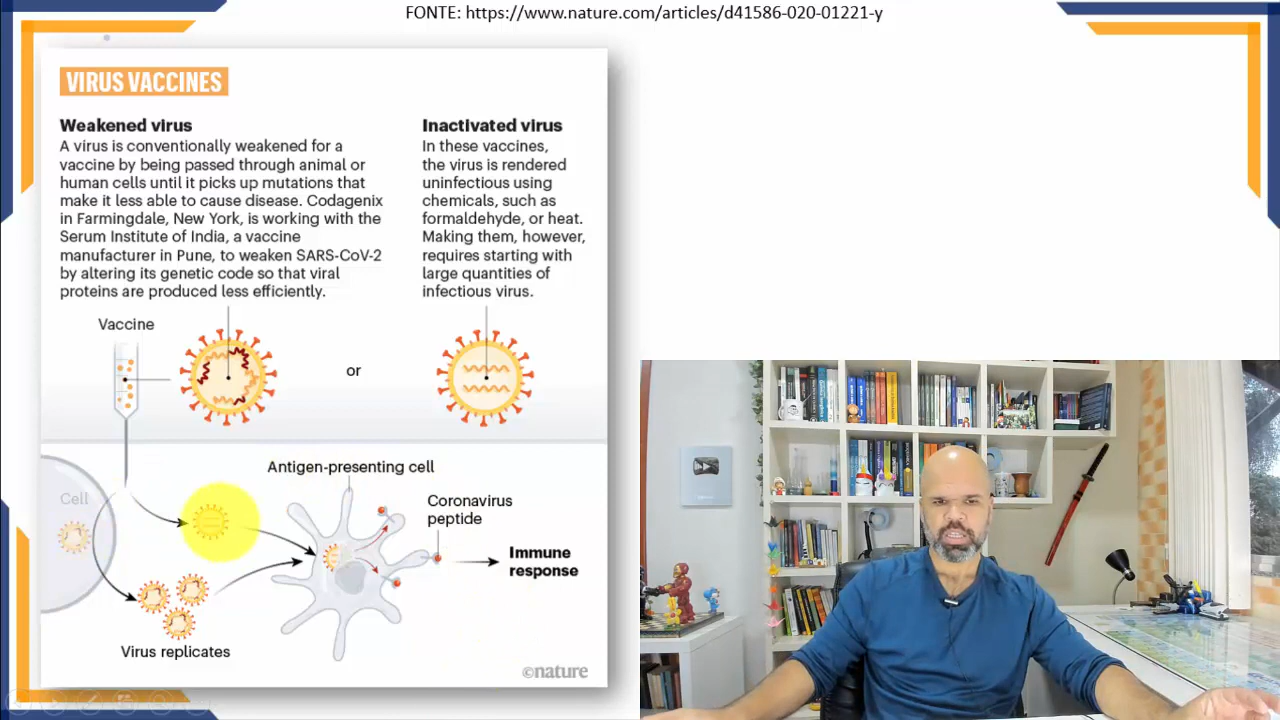 FONTE: https://www.nature.com/articles/d41586-020-01221-y
VIRUS VACCINES
Weakened virus
A virus is conventionally weakened for a
vaccine by being passed through animal or
human cells until it picks up mutations that
make it less able to cause disease. Codagenix
in Farmingdale, New York, is working with the
Serum Institute of India, a vaccine
manufacturer in Pune, to weaken SARS-CoV-2
by altering its genetic code so that viral
proteins are produced less efficiently.
Inactivated virus
In these vaccines,
the virus is rendered
uninfectious using
chemicals, such as
formaldehyde, or heat.
Making them, however,
requires starting with
large quantities of
infectious virus.
Vaccine
or
Antigen-presenting cell
Cell
Coronavirus
peptide
Immune
response
Virus replicates
©nature